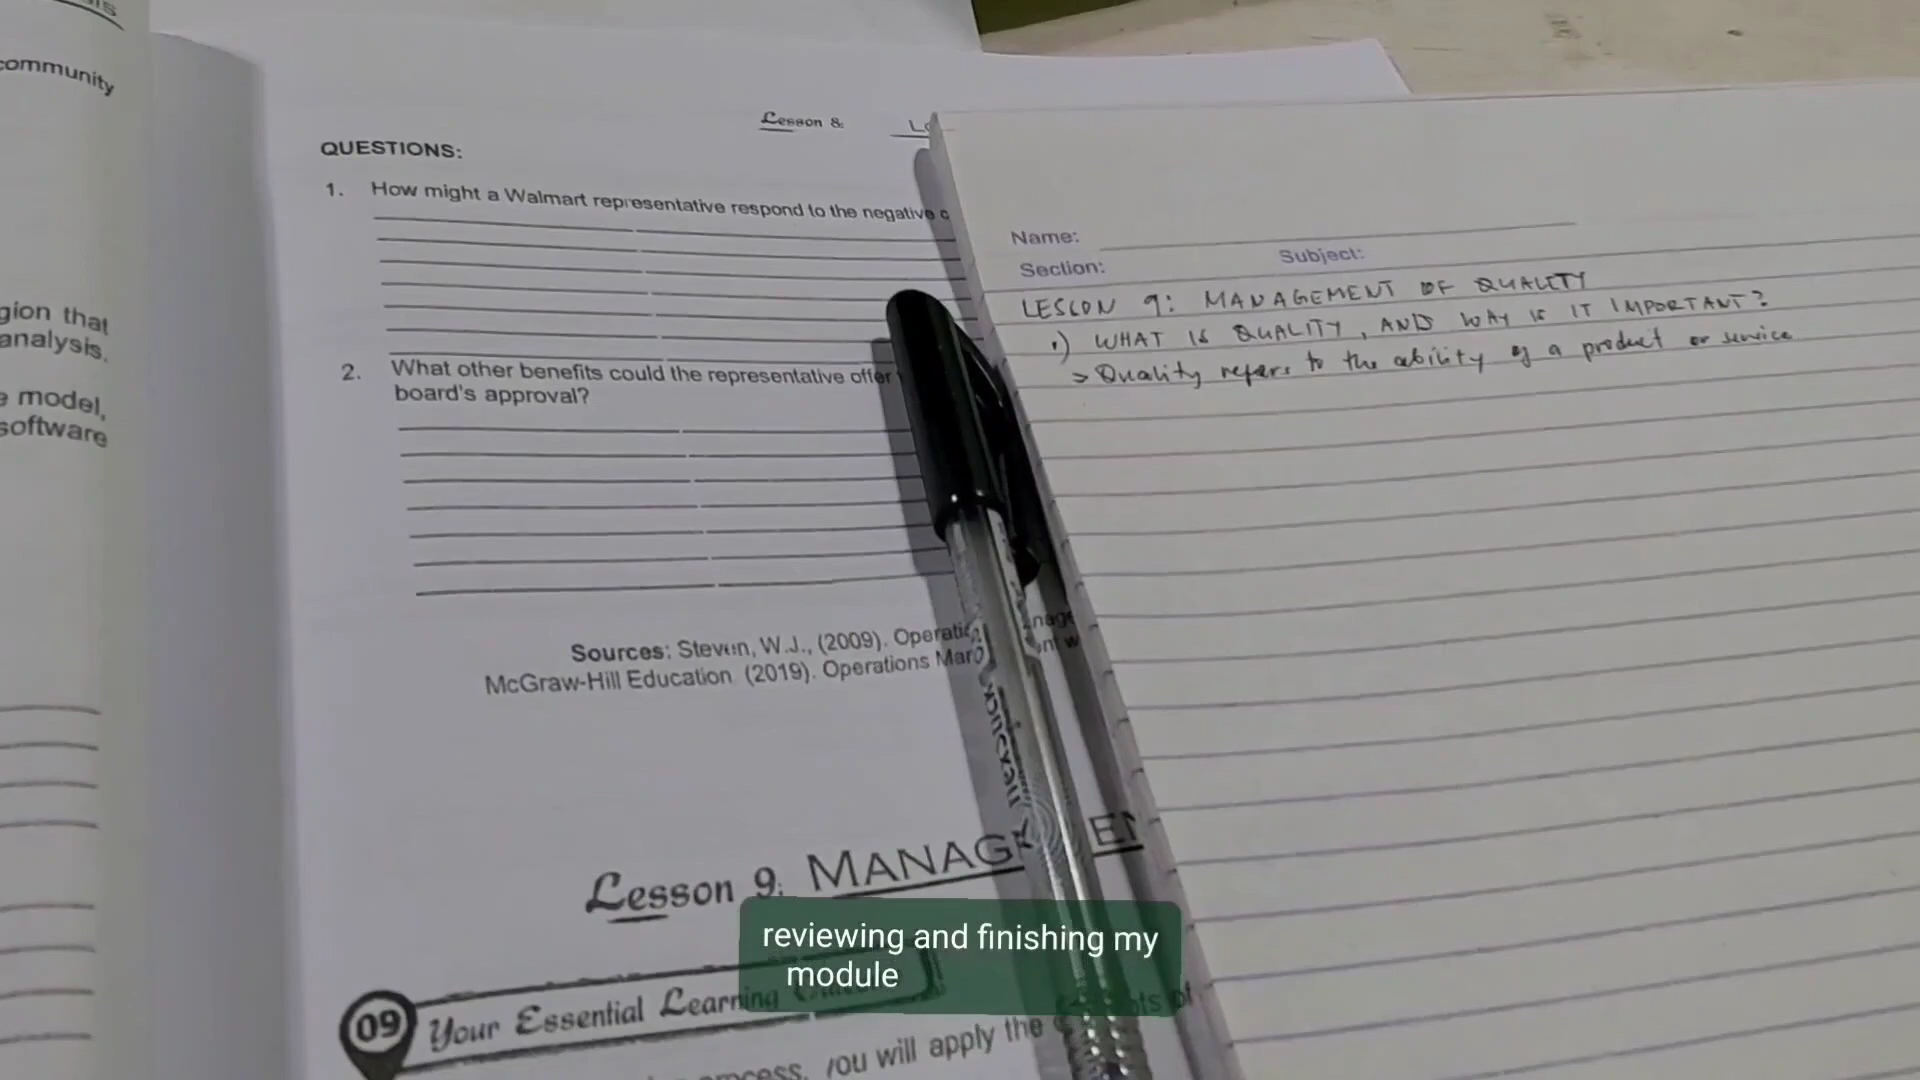 community
gion that
analysis.
e model,
software
Lesson 8:
QUESTIONS:
1. How might a Walmart representative respond to the negative
2. What other benefits could the representative offer
board's approval?
Sources: Steven, W.J., (2009). Operatio
McGraw-Hill Education (2019). Operations
Lesson 9:
09 Your Essential Learning
process, you will apply the
Name:
Section: Subject:
LESSON 9: MANAGEMENT OF QUALITY
1.) WHAT IS QUALITY, AND WHY IS IT IMPORTANT?
> Quality refers to the ability of a product or service
reviewing and finishing my
module